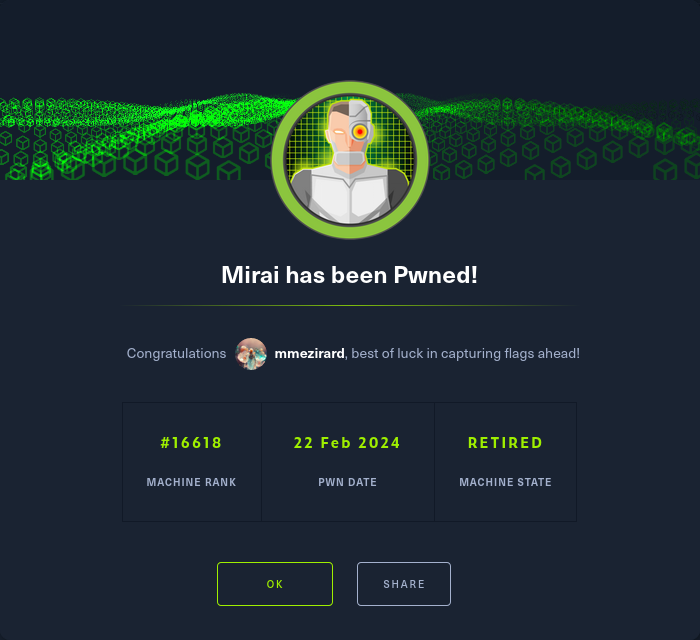 Mirai has been Pwned!
Congratulations mmezirard, best of luck in capturing flags ahead!
#16618 22 Feb 2024 RETIRED
MACHINE RANK PWN DATE MACHINE STATE
OK SHARE